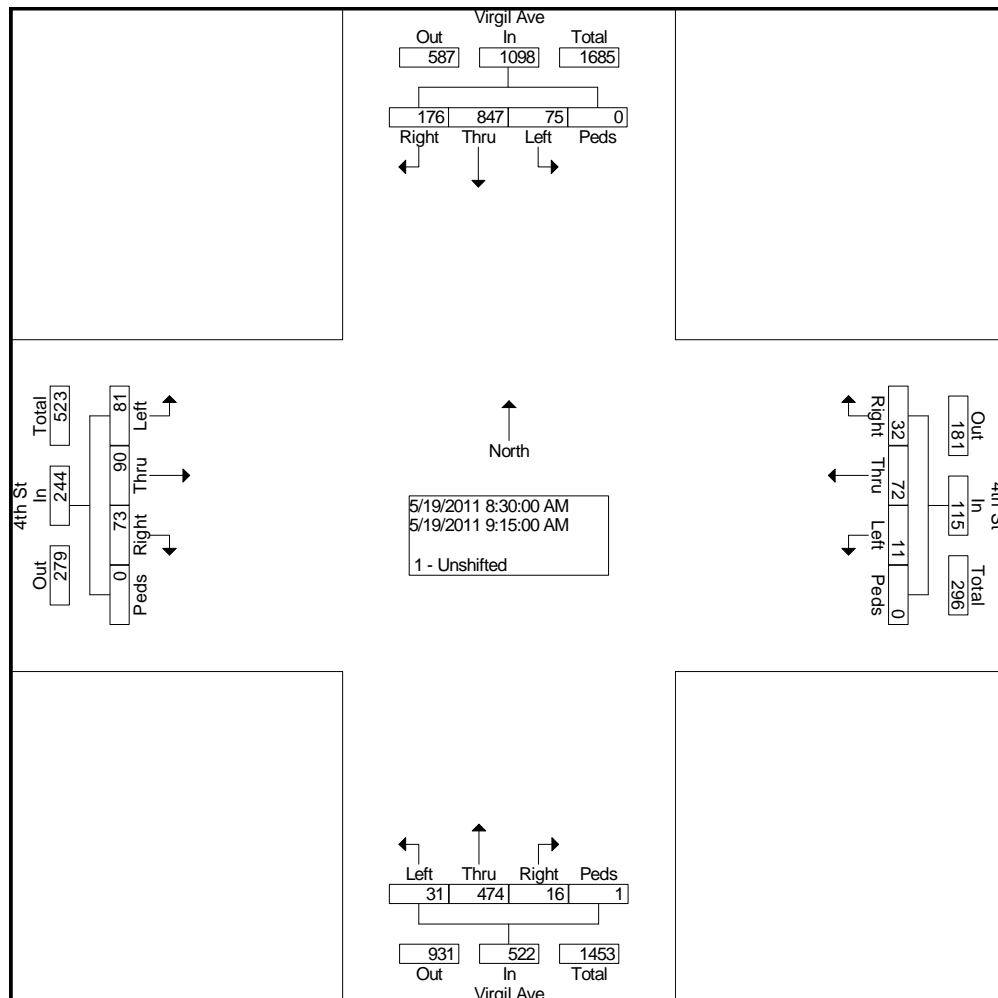 Virgil Ave
Out In Total
587 1098 1685
176 847 75 0
Right Thru Left Peds
4th St
Total In Out
523 244 279
81 90 73 0
Left Thru Right Peds
North
5/19/2011 8:30:00 AM
5/19/2011 9:15:00 AM
1 - Unshifted
Right Thru Left Peds
32 72 11 0
181 115 296
Out In Total
4th St
Left Thru Right Peds
31 474 16 1
931 522 1453
Out In Total
Virgil Ave